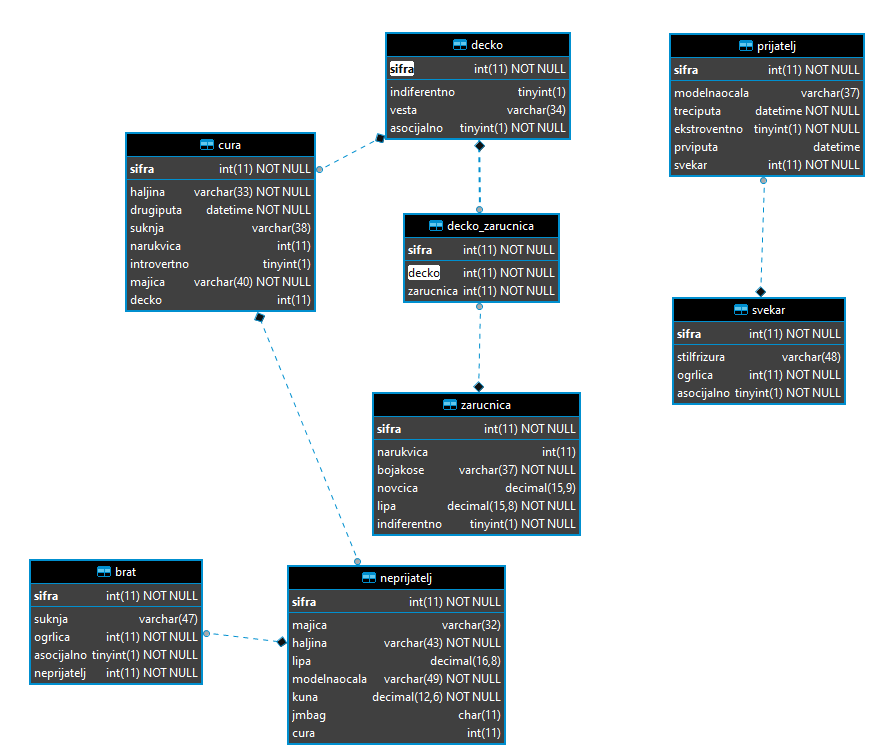 decko
sifra int(11) NOT NULL
indiferentno tinyint(1)
vesta varchar(34)
asocijalno tinyint(1) NOT NULL
prijatelj
sifra int(11) NOT NULL
modelnaocala varchar(37)
treciputa datetime NOT NULL
ekstroventno tinyint(1) NOT NULL
prviputa datetime
svekar int(11) NOT NULL
cura
sifra int(11) NOT NULL
haljina varchar(33) NOT NULL
drugiputa datetime NOT NULL
suknja varchar(38)
narukvica int(11)
introvertno tinyint(1)
majica varchar(40) NOT NULL
decko int(11)
decko_zarucnica
sifra int(11) NOT NULL
decko int(11) NOT NULL
zarucnica int(11) NOT NULL
svekar
sifra int(11) NOT NULL
stilfrizura varchar(48)
ogrlica int(11) NOT NULL
asocijalno tinyint(1) NOT NULL
zarucnica
sifra int(11) NOT NULL
narukvica int(11)
bojakose varchar(37) NOT NULL
novcica decimal(15,9)
lipa decimal(15,8) NOT NULL
indiferentno tinyint(1) NOT NULL
brat
sifra int(11) NOT NULL
suknja varchar(47)
ogrlica int(11) NOT NULL
asocijalno tinyint(1) NOT NULL
neprijatelj int(11) NOT NULL
neprijatelj
sifra int(11) NOT NULL
majica varchar(32)
haljina varchar(43) NOT NULL
lipa decimal(16,8)
modelnaocala varchar(49) NOT NULL
kuna decimal(12,6) NOT NULL
jmbag char(11)
cura int(11)